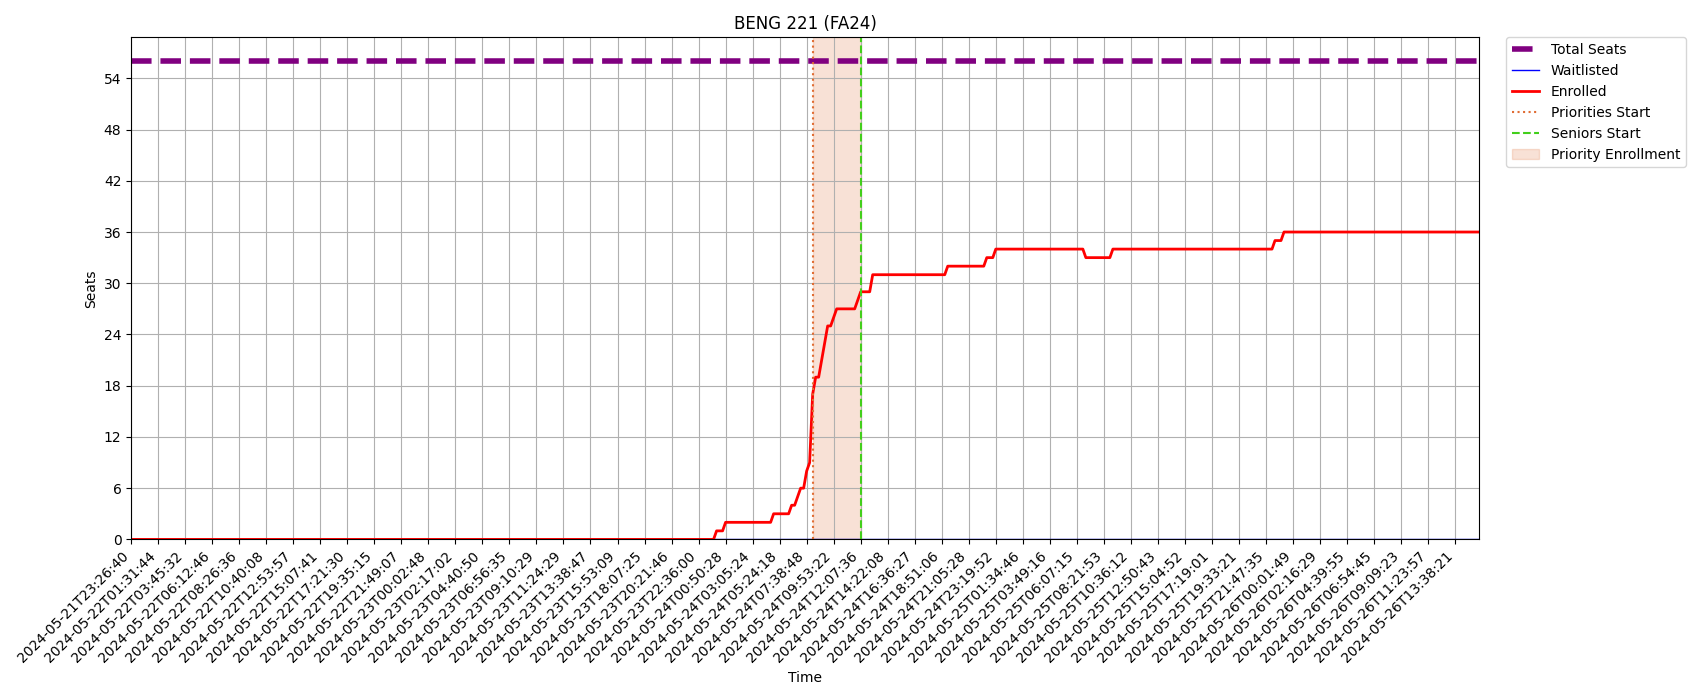 BENG 221 (FA24)
Total Seats
Waitlisted
Enrolled
Priorities Start
Seniors Start
Priority Enrollment
Seats
54
48
42
36
30
24
18
12
6
0
2024-05-21T23:26:40
2024-05-22T01:31:44
2024-05-22T03:45:32
2024-05-22T06:12:46
2024-05-22T08:26:36
2024-05-22T10:40:08
2024-05-22T12:53:57
2024-05-22T15:07:41
2024-05-22T17:21:30
2024-05-22T19:35:15
2024-05-22T21:49:07
2024-05-23T00:02:48
2024-05-23T02:17:02
2024-05-23T04:40:50
2024-05-23T06:56:35
2024-05-23T09:10:29
2024-05-23T11:24:29
2024-05-23T13:38:47
2024-05-23T15:53:09
2024-05-23T18:07:25
2024-05-23T20:21:46
2024-05-23T22:36:00
2024-05-24T00:50:28
2024-05-24T03:05:24
2024-05-24T05:24:18
2024-05-24T07:38:48
2024-05-24T09:53:22
2024-05-24T12:07:36
2024-05-24T14:22:08
2024-05-24T16:36:27
2024-05-24T18:51:06
2024-05-24T21:05:28
2024-05-24T23:19:52
2024-05-25T01:34:46
2024-05-25T03:49:16
2024-05-25T06:07:15
2024-05-25T08:21:53
2024-05-25T10:36:12
2024-05-25T12:50:43
2024-05-25T15:04:52
2024-05-25T17:19:01
2024-05-25T19:33:21
2024-05-25T21:47:35
2024-05-26T00:01:49
2024-05-26T02:16:29
2024-05-26T04:39:55
2024-05-26T06:54:45
2024-05-26T09:09:23
2024-05-26T11:23:57
2024-05-26T13:38:21
Time